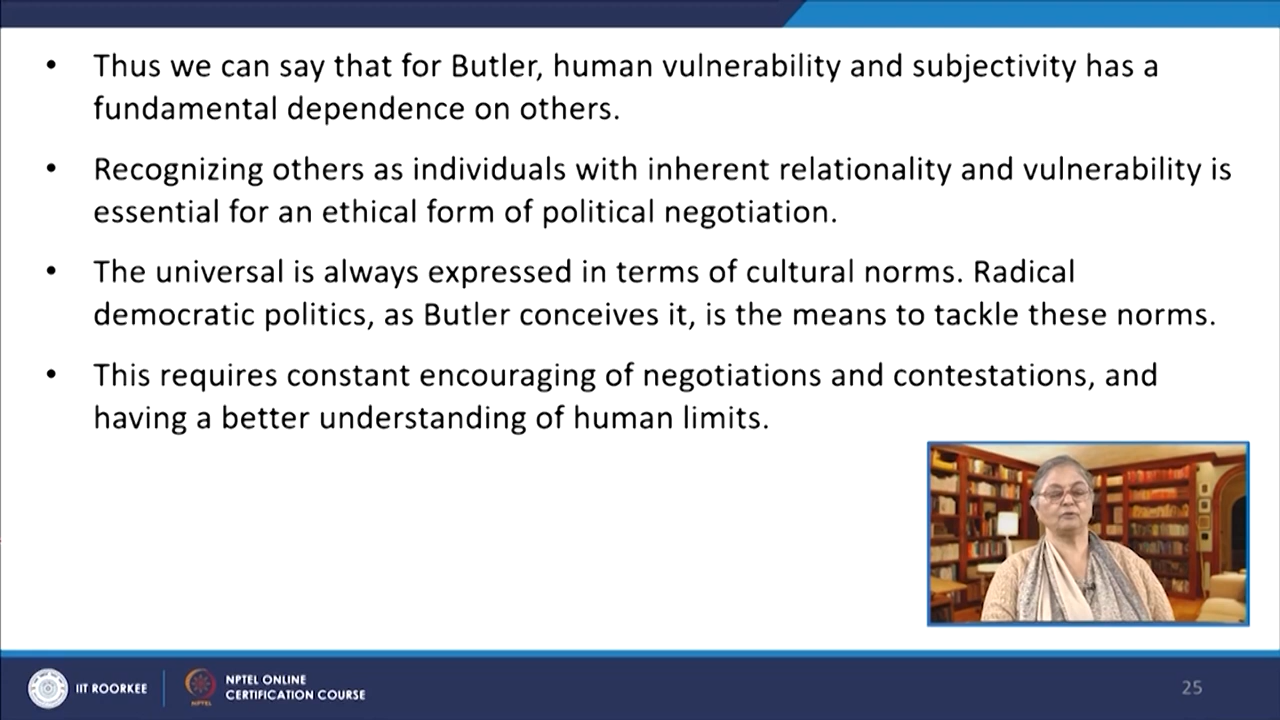 • Thus we can say that for Butler, human vulnerability and subjectivity has a
fundamental dependence on others.
• Recognizing others as individuals with inherent relationality and vulnerability is
essential for an ethical form of political negotiation.
• The universal is always expressed in terms of cultural norms. Radical
democratic politics, as Butler conceives it, is the means to tackle these norms.
• This requires constant encouraging of negotiations and contestations, and
having a better understanding of human limits.
IIT ROORKEE
NPTEL
NPTEL ONLINE
CERTIFICATION COURSE
25